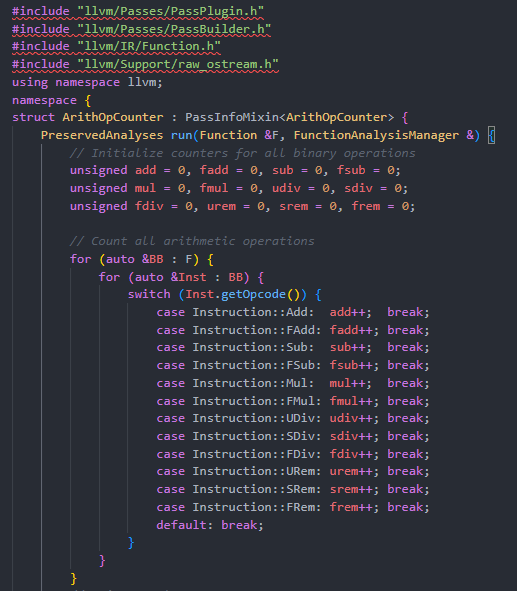 #include "llvm/Passes/PassPlugin.h"
#include "llvm/Passes/PassBuilder.h"
#include "llvm/IR/Function.h"
#include "llvm/Support/raw_ostream.h"
using namespace llvm;
namespace {
struct ArithOpCounter : PassInfoMixin<ArithOpCounter> {
    PreservedAnalyses run(Function &F, FunctionAnalysisManager &) {
        // Initialize counters for all binary operations
        unsigned add = 0, fadd = 0, sub = 0, fsub = 0;
        unsigned mul = 0, fmul = 0, udiv = 0, sdiv = 0;
        unsigned fdiv = 0, urem = 0, srem = 0, frem = 0;

        // Count all arithmetic operations
        for (auto &BB : F) {
            for (auto &Inst : BB) {
                switch (Inst.getOpcode()) {
                    case Instruction::Add:  add++;  break;
                    case Instruction::FAdd: fadd++; break;
                    case Instruction::Sub:  sub++;  break;
                    case Instruction::FSub: fsub++; break;
                    case Instruction::Mul:  mul++;  break;
                    case Instruction::FMul: fmul++; break;
                    case Instruction::UDiv: udiv++; break;
                    case Instruction::SDiv: sdiv++; break;
                    case Instruction::FDiv: fdiv++; break;
                    case Instruction::URem: urem++; break;
                    case Instruction::SRem: srem++; break;
                    case Instruction::FRem: frem++; break;
                    default: break;
                }
            }
        }